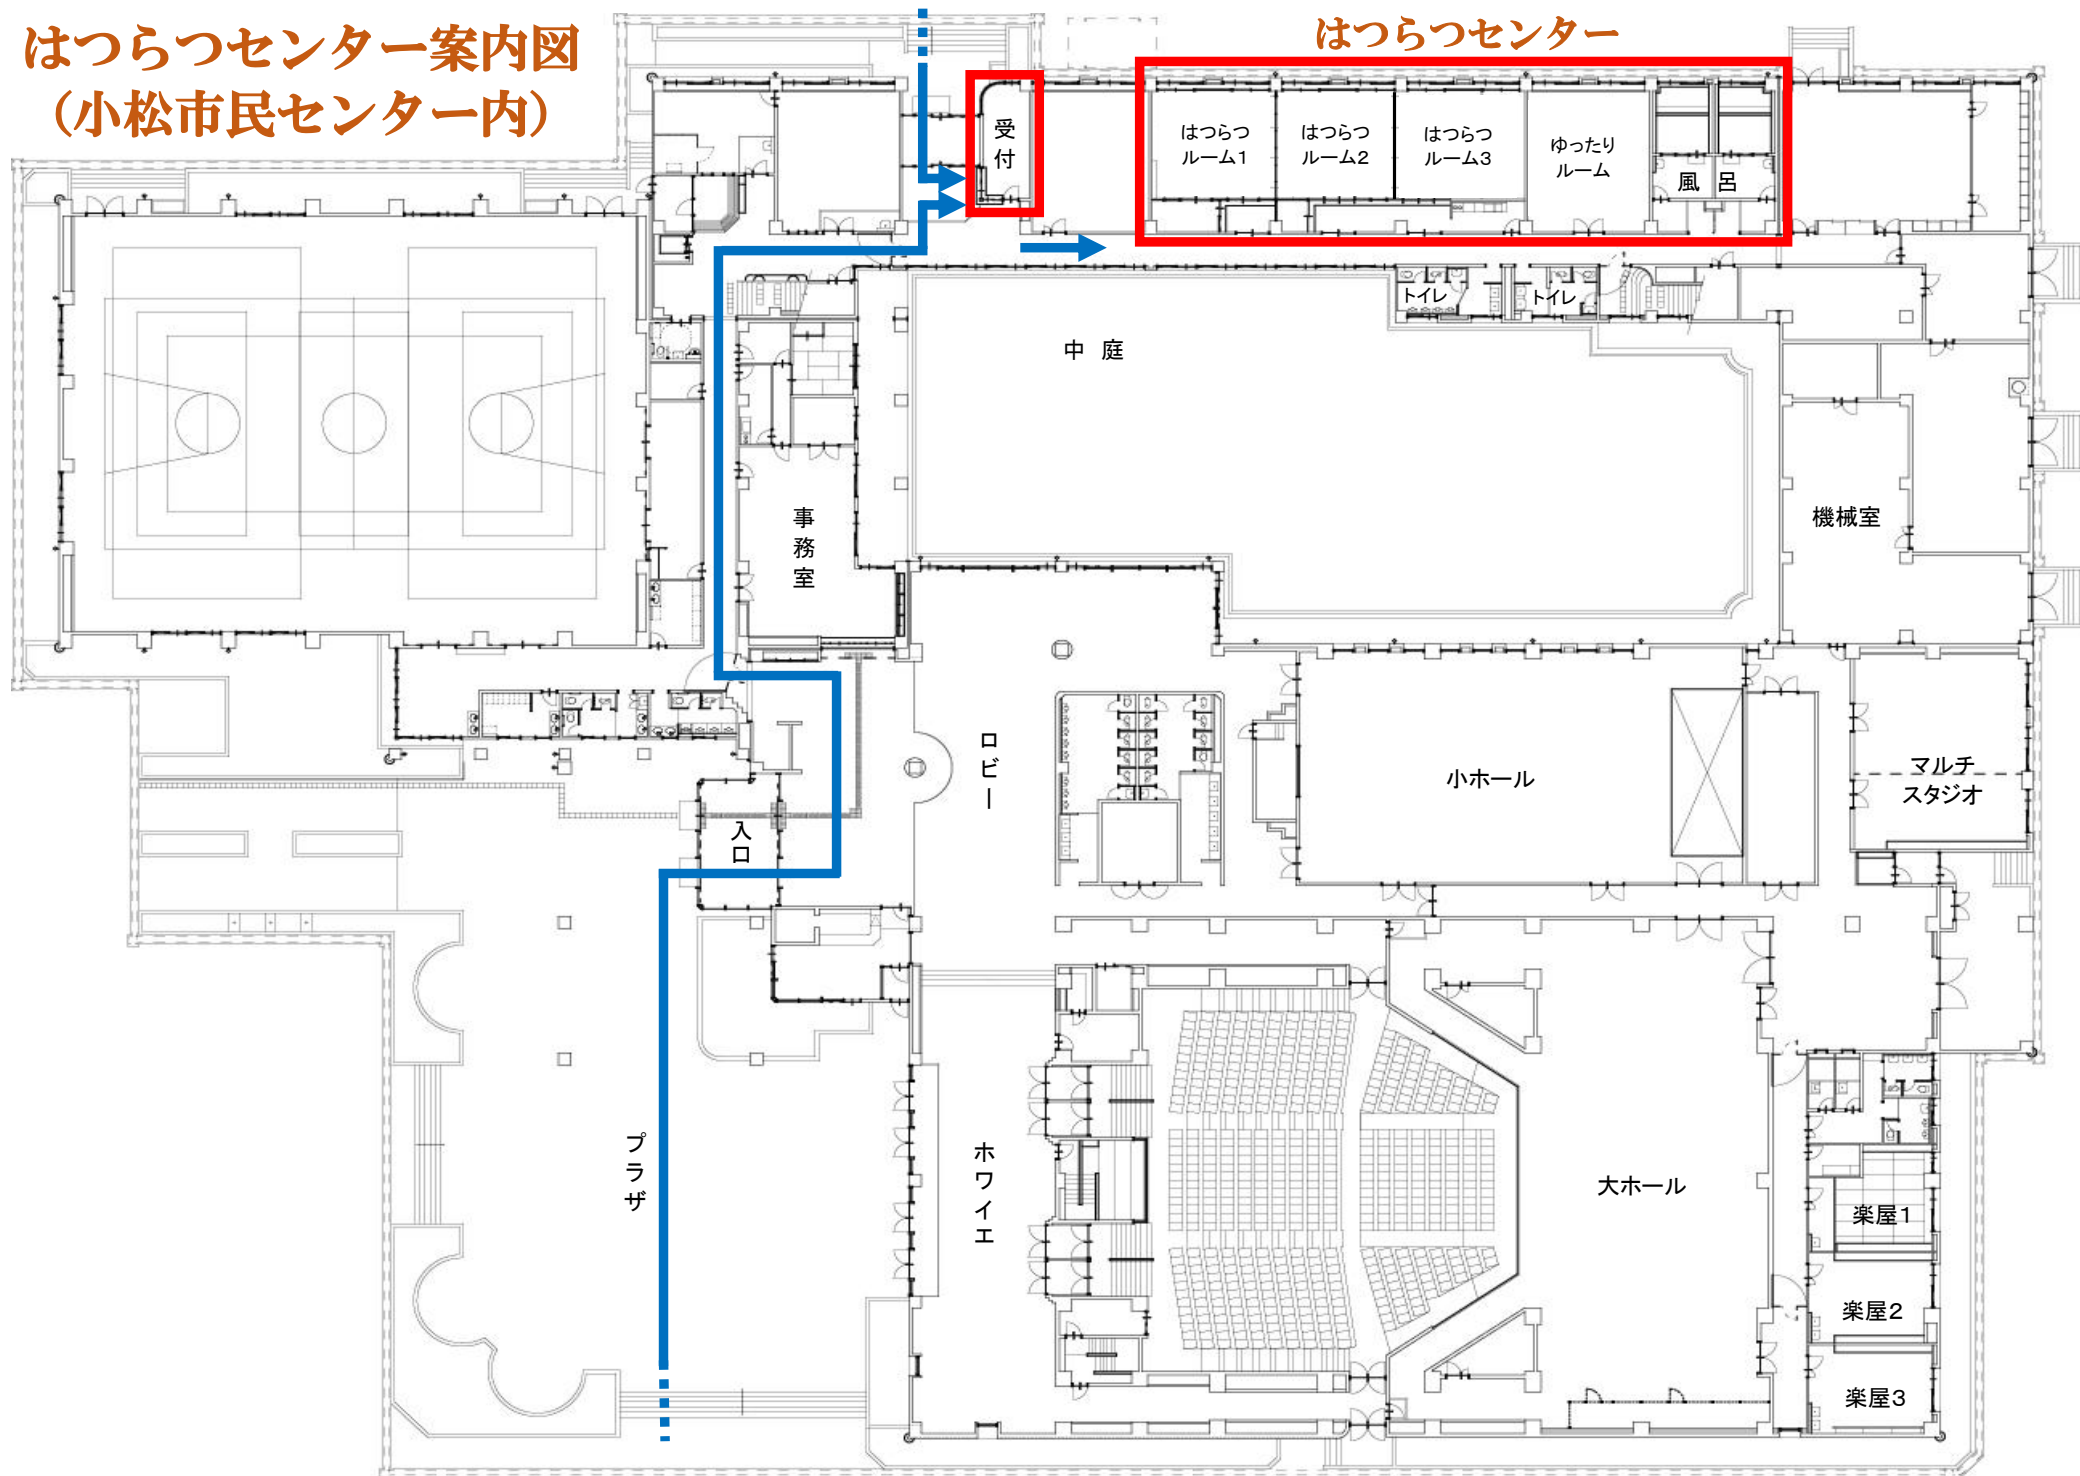 はつらつセンター案内図
（小松市民センター内）
はつらつセンター
受付
はつらつ
ルーム1
はつらつ
ルーム2
はつらつ
ルーム3
ゆったり
ルーム
風呂
トイレ
トイレ
中庭
事務室
機械室
ロビー
小ホール
マルチ
スタジオ
入口
プラザ
ホワイエ
大ホール
楽屋1
楽屋2
楽屋3